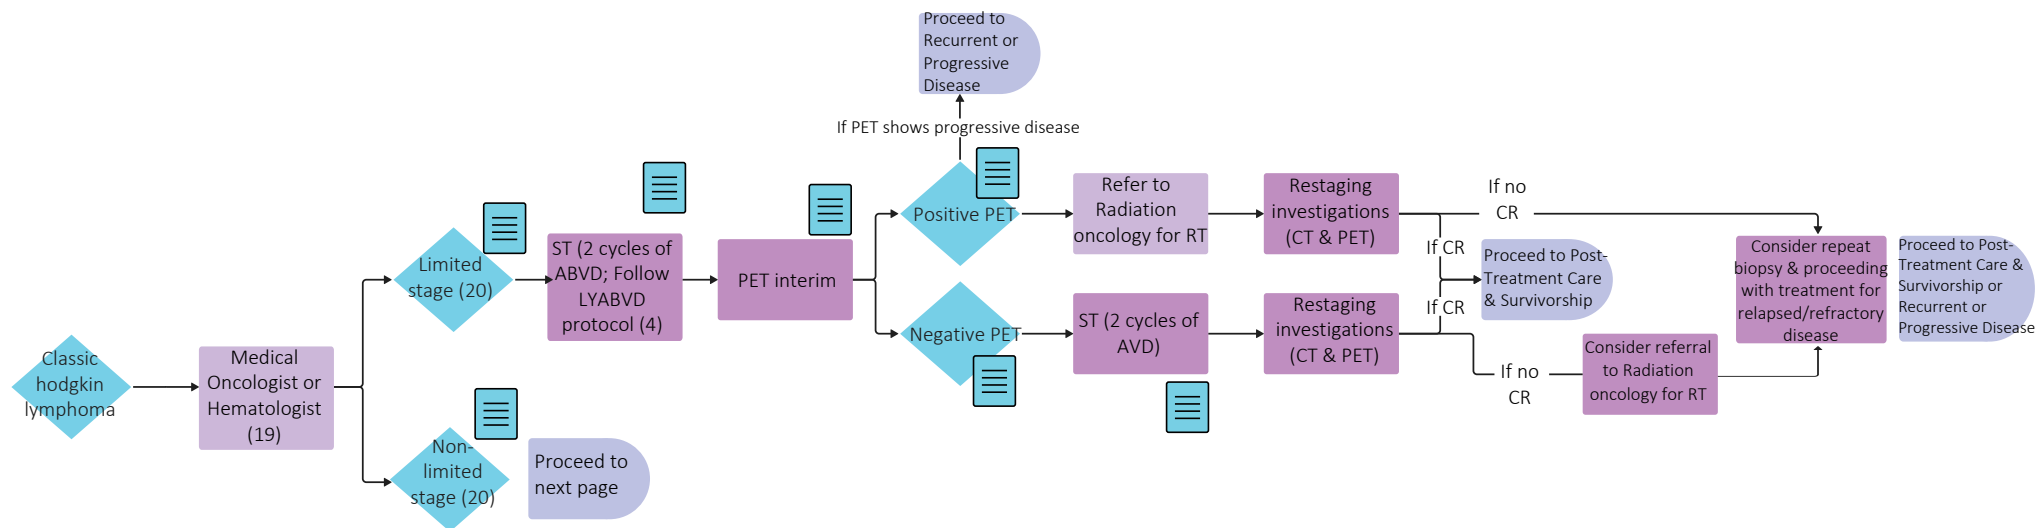 Classic
hodgkin
lymphoma
Medical
Oncologist or
Hematologist
(19)
Limited
stage (20)
Non-
limited
stage (20)
Proceed to
next page
ST (2 cycles of
ABVD; Follow
LYABVD
protocol (4)
PET interim
Proceed to
Recurrent or
Progressive
Disease
If PET shows progressive disease
Positive PET
Negative PET
Refer to
Radiation
oncology for RT
ST (2 cycles of
AVD)
Restaging
investigations
(CT & PET)
Restaging
investigations
(CT & PET)
If no
CR
If CR
If CR
Proceed to Post-
Treatment Care
& Survivorship
If no
CR
Consider referral
to Radiation
oncology for RT
Consider repeat
biopsy & proceeding
with treatment for
relapsed/refractory
disease
Proceed to Post-
Treatment Care &
Survivorship or
Recurrent or
Progressive Disease